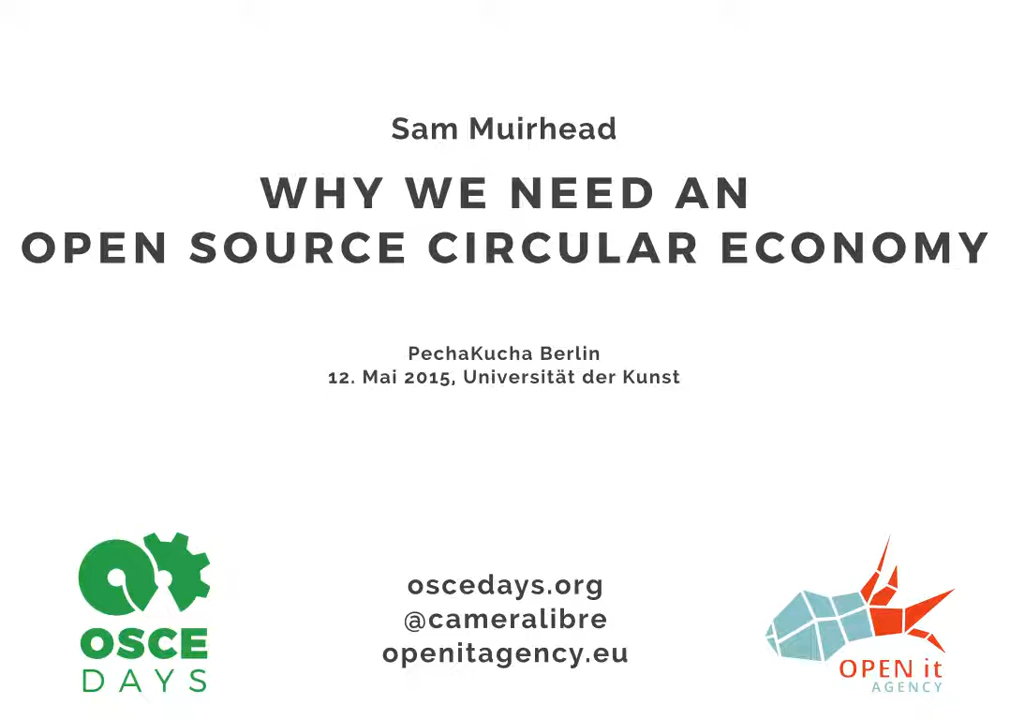 Sam Muirhead
WHY WE NEED AN
OPEN SOURCE CIRCULAR ECONOMY
PechaKucha Berlin
12. Mai 2015, Universität der Kunst
OSCE
DAYS
oscedays.org
@cameralibre
openitagency.eu
OPEN it
AGENCY